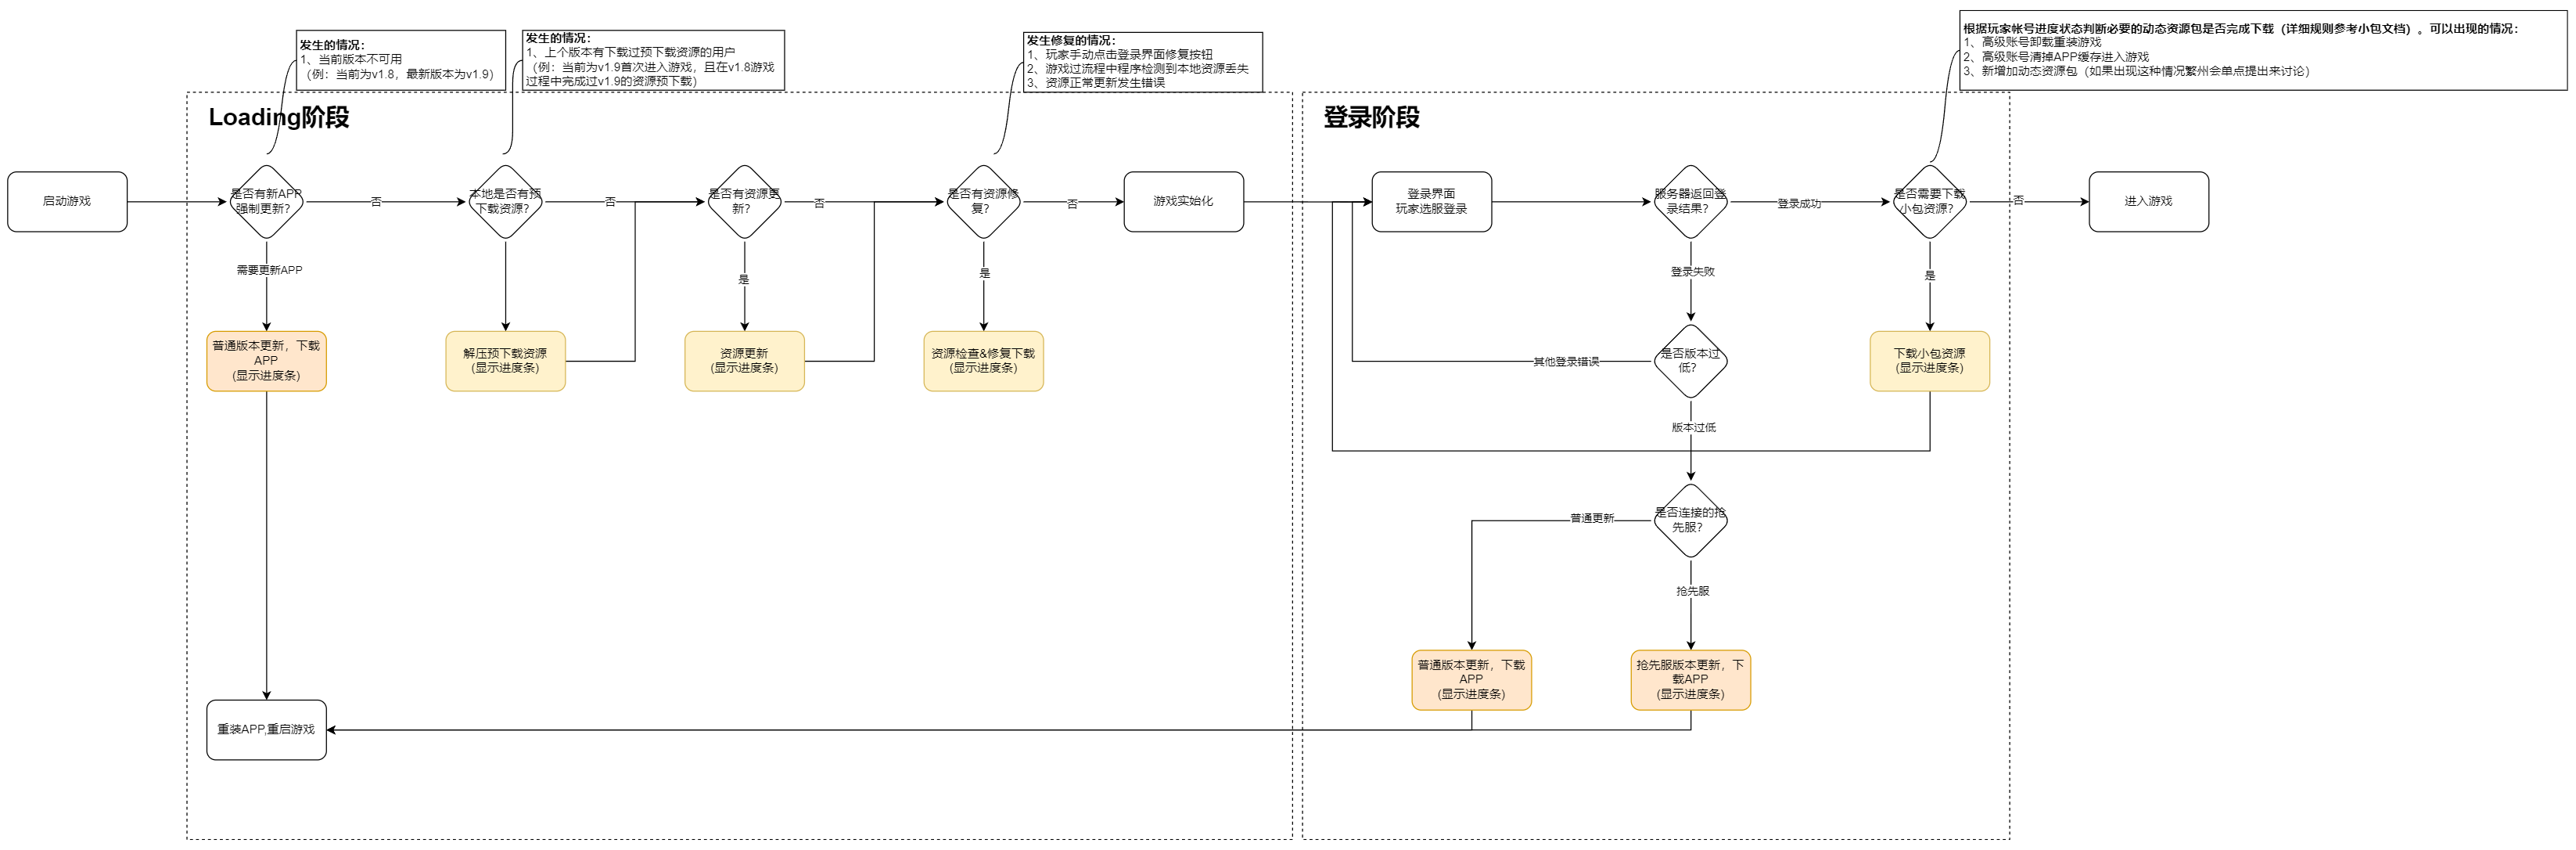 发生的情况：
1、当前版本不可用
（例：当前为v1.8，最新版本为v1.9）
发生的情况：
1、上个版本有下载过预下载资源的用户
（例：当前为v1.9首次进入游戏，且在v1.8游戏
过程中完成过v1.9的资源预下载）
发生修复的情况：
1、玩家手动点击登录界面修复按钮
2、游戏过流程中程序检测到本地资源丢失
3、资源正常更新发生错误
根据玩家帐号进度状态判断必要的动态资源包是否完成下载（详细规则参考小包文档）。可以出现的情况：
1、高级账号卸载重装游戏
2、高级账号清掉APP缓存进入游戏
3、新增加动态资源包（如果出现这种情况繁州会单点提出来讨论）
Loading阶段
登录阶段
启动游戏
是否有新APP
强制更新？
否
本地是否有预
下载资源？
否
是否有资源更
新？
否
是否有资源修
复？
否
游戏实始化
登录界面
玩家选服登录
服务器返回登
录结果？
登录成功
是否需要下载
小包资源？
否
进入游戏
需要更新APP
是
是
登录失败
是
普通版本更新，下载
APP
(显示进度条)
解压预下载资源
(显示进度条)
资源更新
(显示进度条)
资源检查&修复下载
(显示进度条)
其他登录错误
是否版本过
低？
下载小包资源
(显示进度条)
版本过低
普通更新
是否连接的抢
先服？
抢先服
普通版本更新，下载
APP
(显示进度条)
抢先服版本更新，下
载APP
(显示进度条)
重装APP,重启游戏